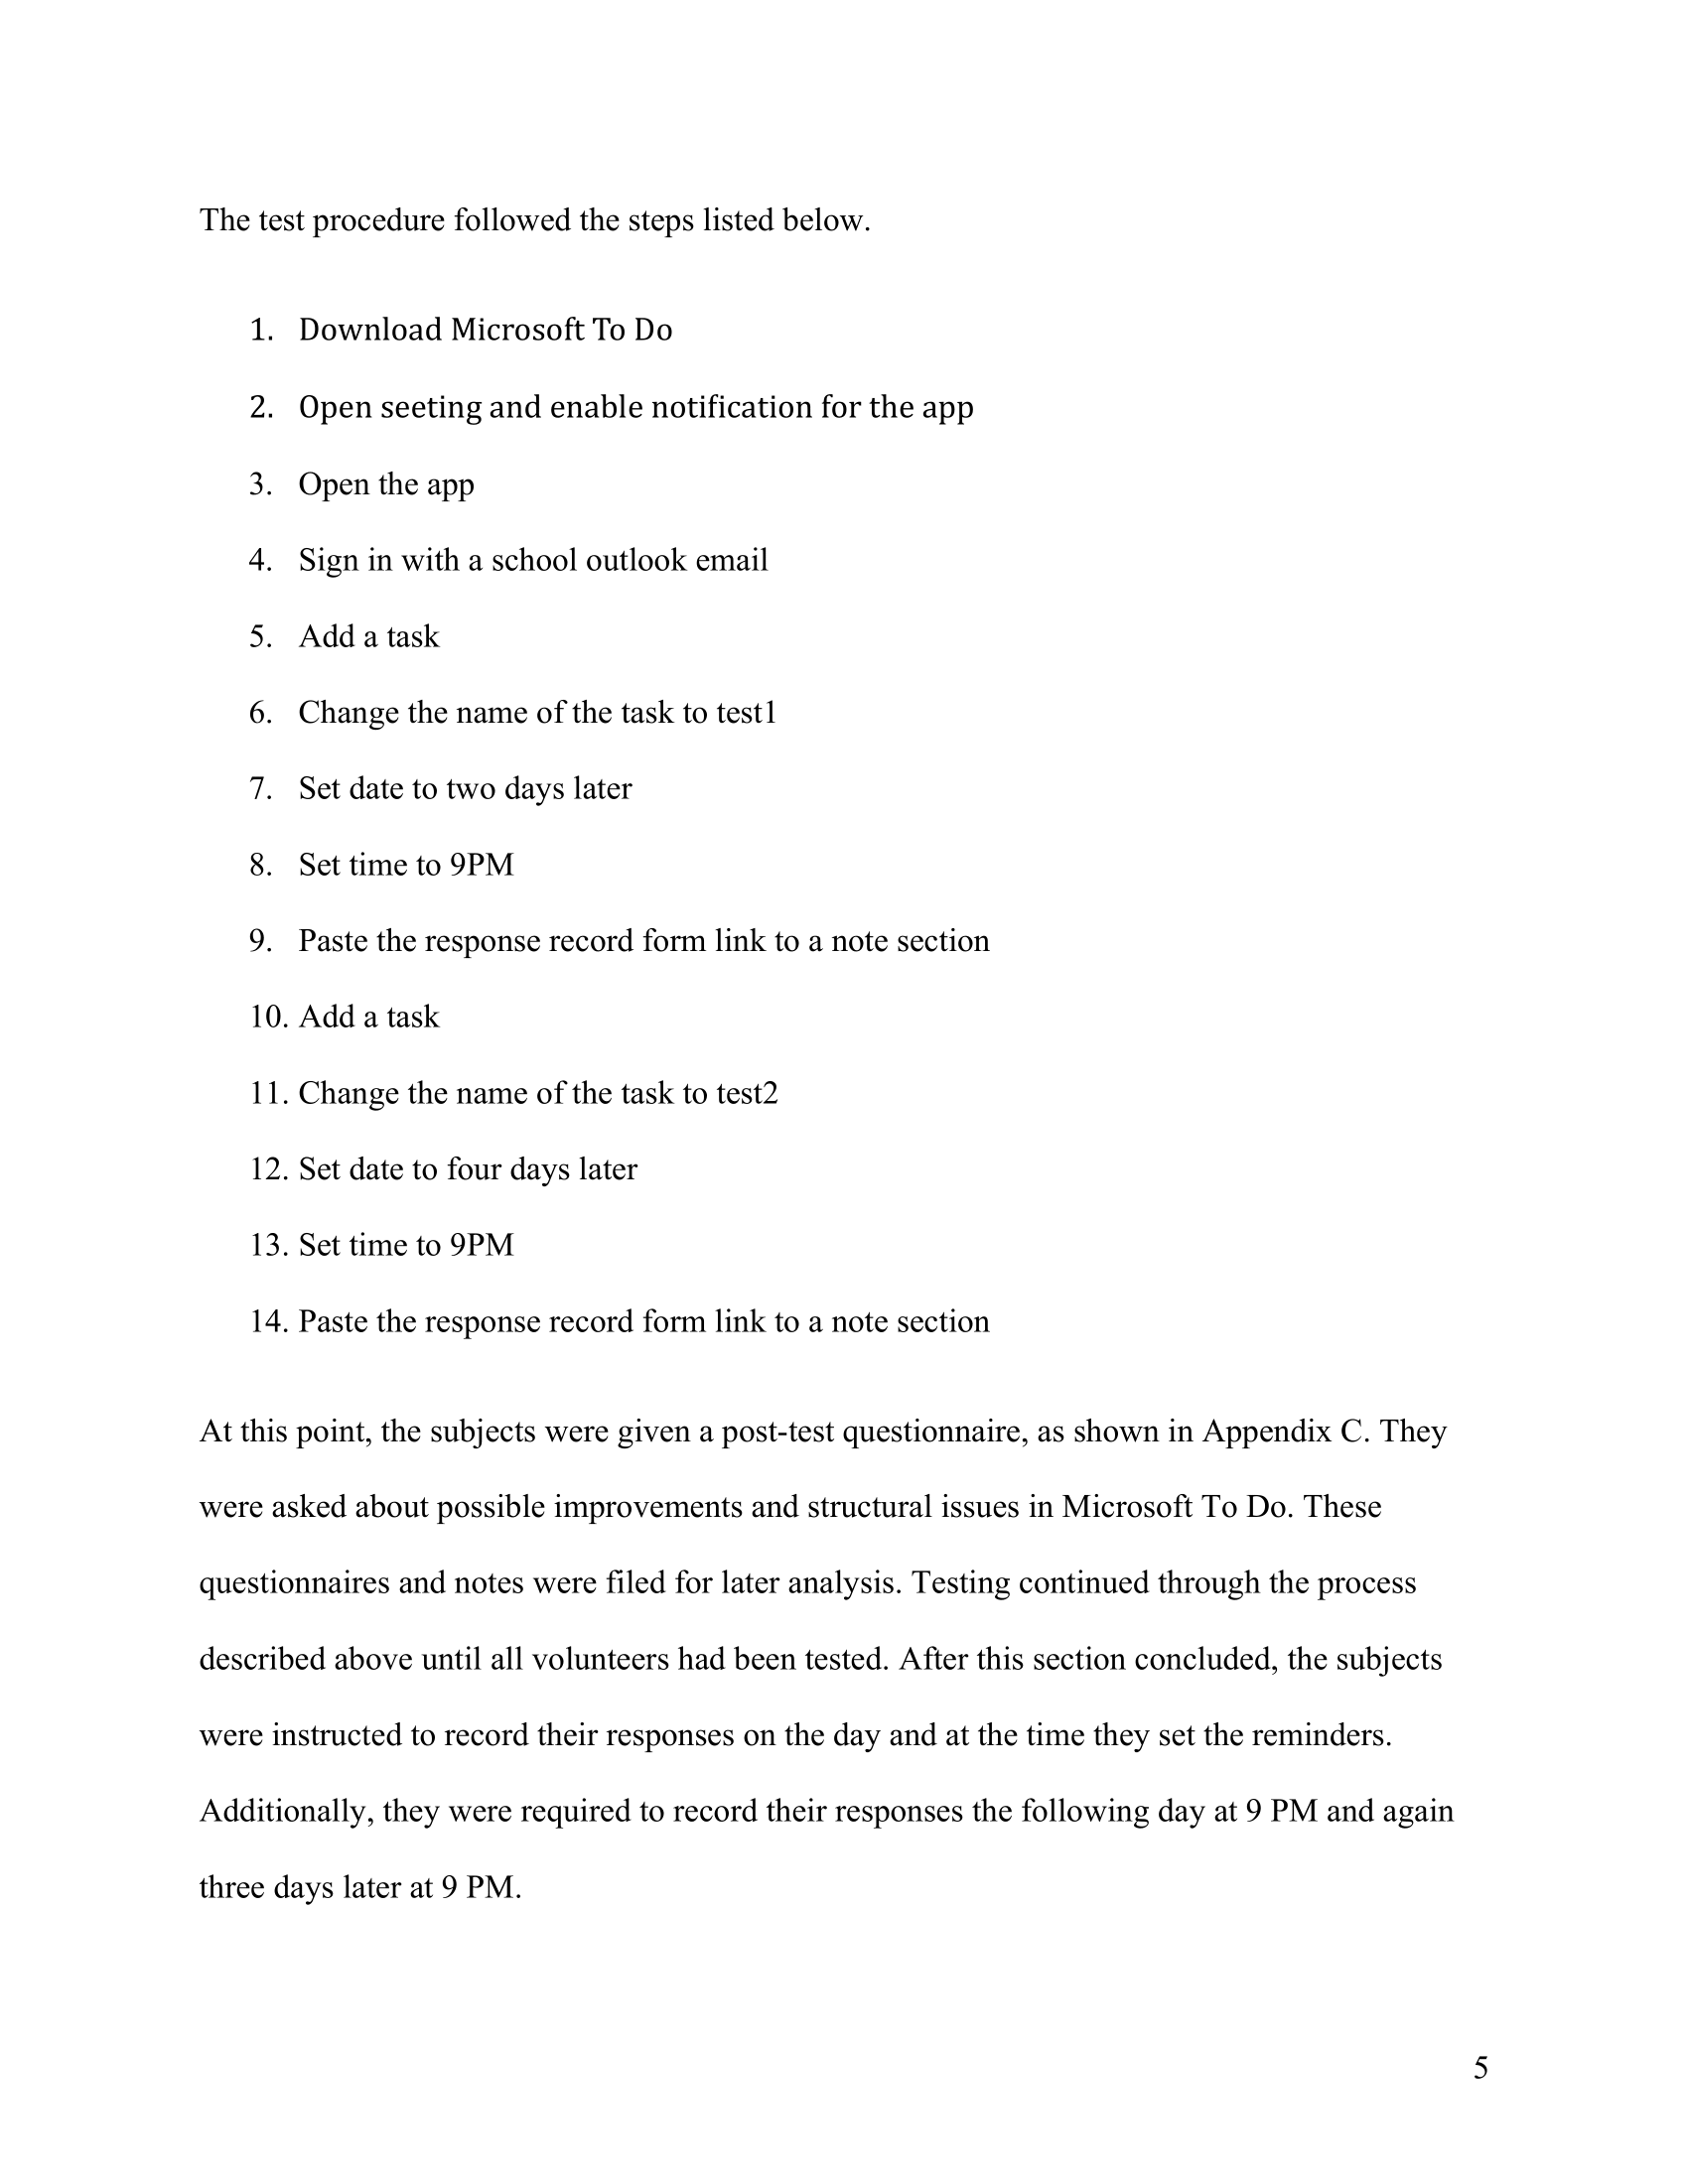 The test procedure followed the steps listed below.
1. Download Microsoft To Do
2. Open seeting and enable notification for the app
3. Open the app
4. Sign in with a school outlook email
5. Add a task
6. Change the name of the task to test1
7. Set date to two days later
8. Set time to 9PM
9. Paste the response record form link to a note section
10. Add a task
11. Change the name of the task to test2
12. Set date to four days later
13. Set time to 9PM
14. Paste the response record form link to a note section
At this point, the subjects were given a post-test questionnaire, as shown in Appendix C. They
were asked about possible improvements and structural issues in Microsoft To Do. These
questionnaires and notes were filed for later analysis. Testing continued through the process
described above until all volunteers had been tested. After this section concluded, the subjects
were instructed to record their responses on the day and at the time they set the reminders.
Additionally, they were required to record their responses the following day at 9 PM and again
three days later at 9 PM.
5